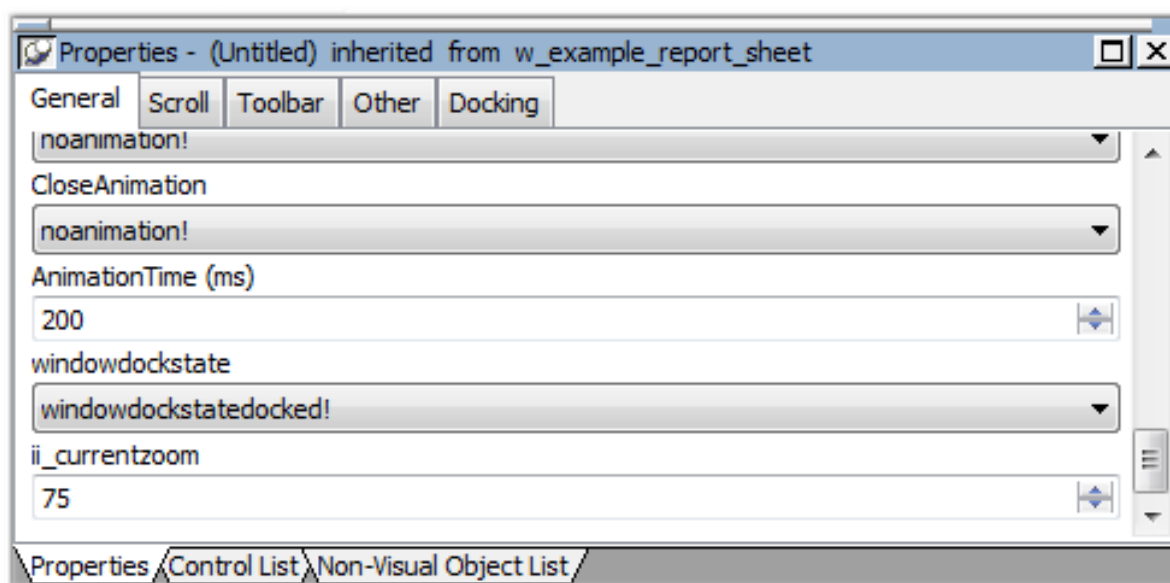 Properties - (Untitled) inherited from w_example_report_sheet
General Scroll Toolbar Other Docking
noanimation!
CloseAnimation
noanimation!
AnimationTime (ms)
200
windowdockstate
windowdockstatedocked!
ii_currentzoom
75
Properties Control List Non-Visual Object List